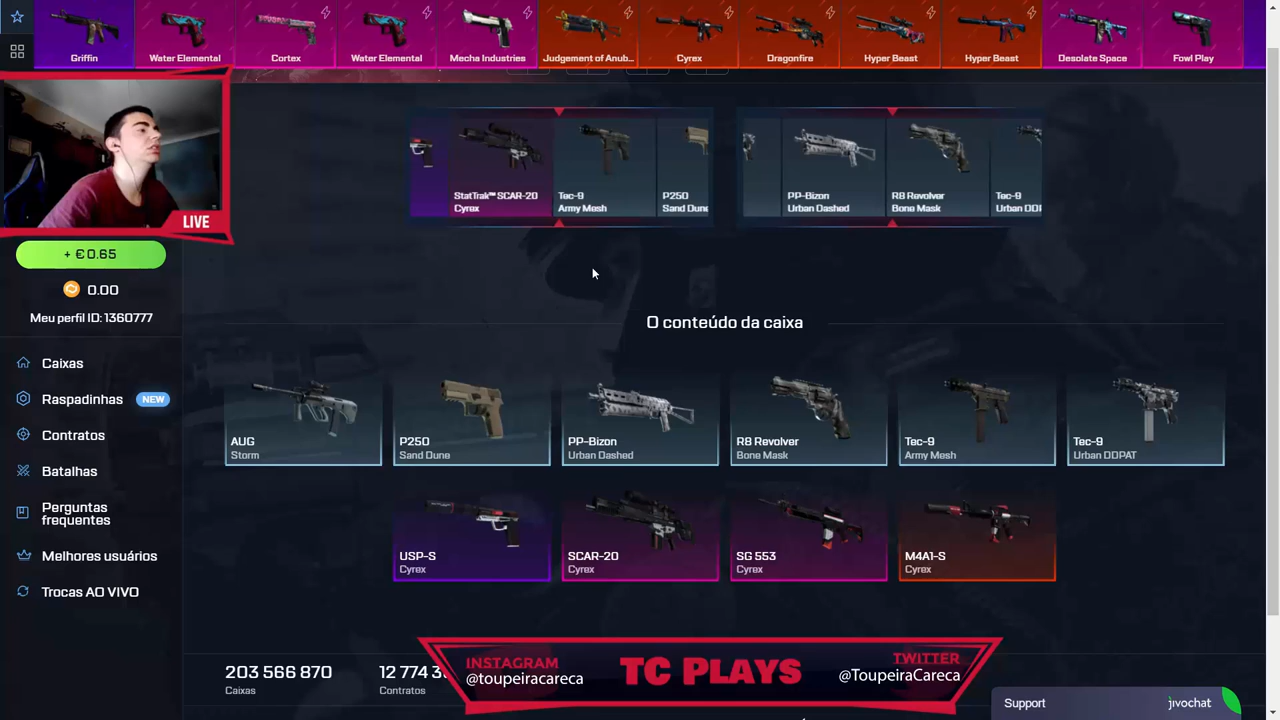 Griffin
Water Elemental
Cortex
Water Elemental
Mecha Industries
Judgement of Anub...
Cyrex
Dragonfire
Hyper Beast
Hyper Beast
Desolate Space
Fowl Play
LIVE
StatTrak™ SCAR-20
Cyrex
Tec-9
Army Mesh
P250
Sand Dune
PP-Bizon
Urban Dashed
R8 Revolver
Bone Mask
Tec-9
Urban DDP
+ €0.65
0.00
Meu perfil ID: 1360777
Caixas
Raspadinhas NEW
Contratos
Batalhas
Perguntas
frequentes
Melhores usuários
Trocas AO VIVO
O conteúdo da caixa
AUG
Storm
P250
Sand Dune
PP-Bizon
Urban Dashed
R8 Revolver
Bone Mask
Tec-9
Army Mesh
Tec-9
Urban DDPAT
USP-S
Cyrex
SCAR-20
Cyrex
SG 553
Cyrex
M4A1-S
Cyrex
203 566 870
Caixas
12 774 3
Contratos
INSTAGRAM
@toupeiracareca
TC PLAYS
TWITTER
@ToupeiraCareca
Support
jivochat